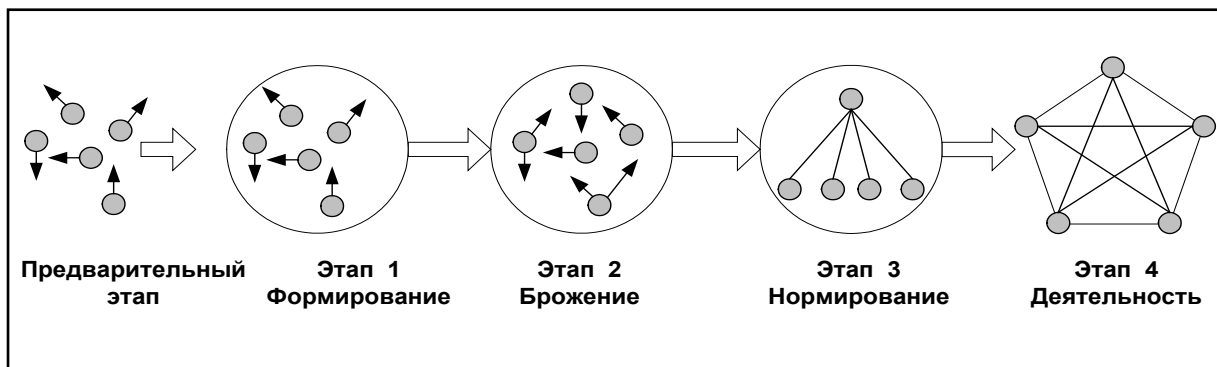 Предварительный
этап
Этап 1
Формирование
Этап 2
Брожение
Этап 3
Нормирование
Этап 4
Деятельность